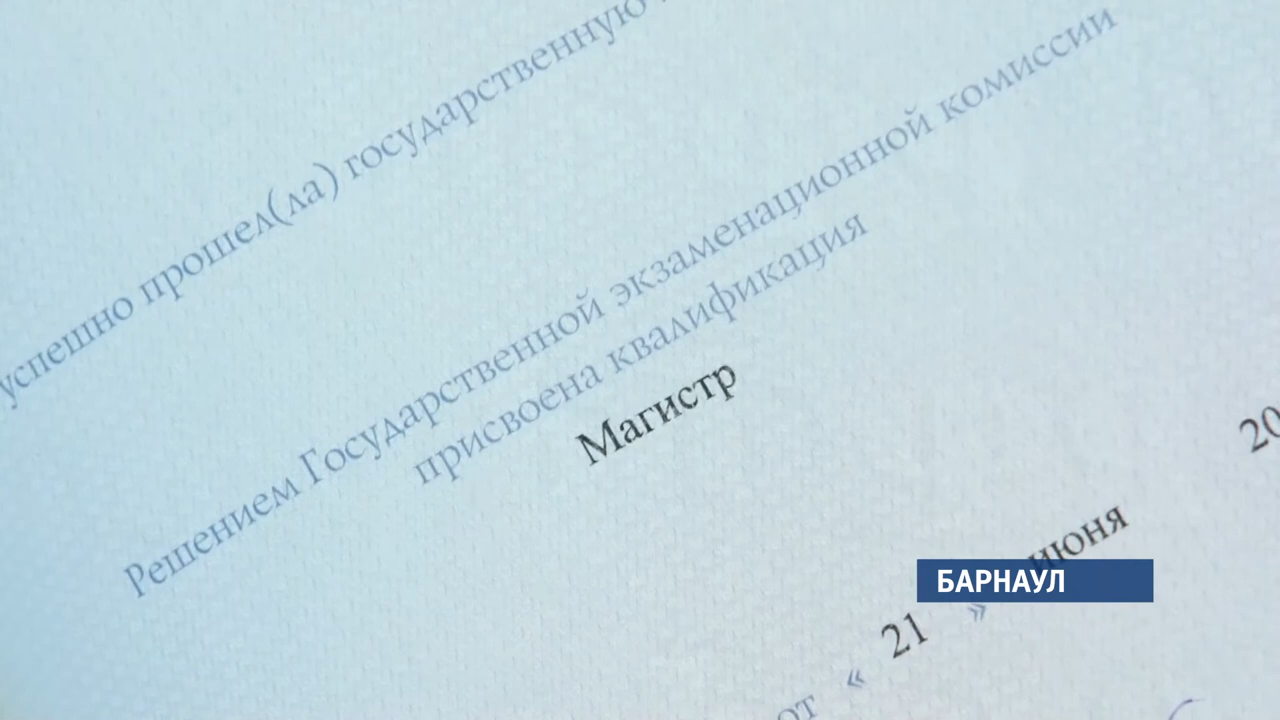 успешно прошел(ла) государственную
Решением Государственной экзаменационной комиссии
присвоена квалификация
Магистр
от « 21 » июня 20
БАРНАУЛ